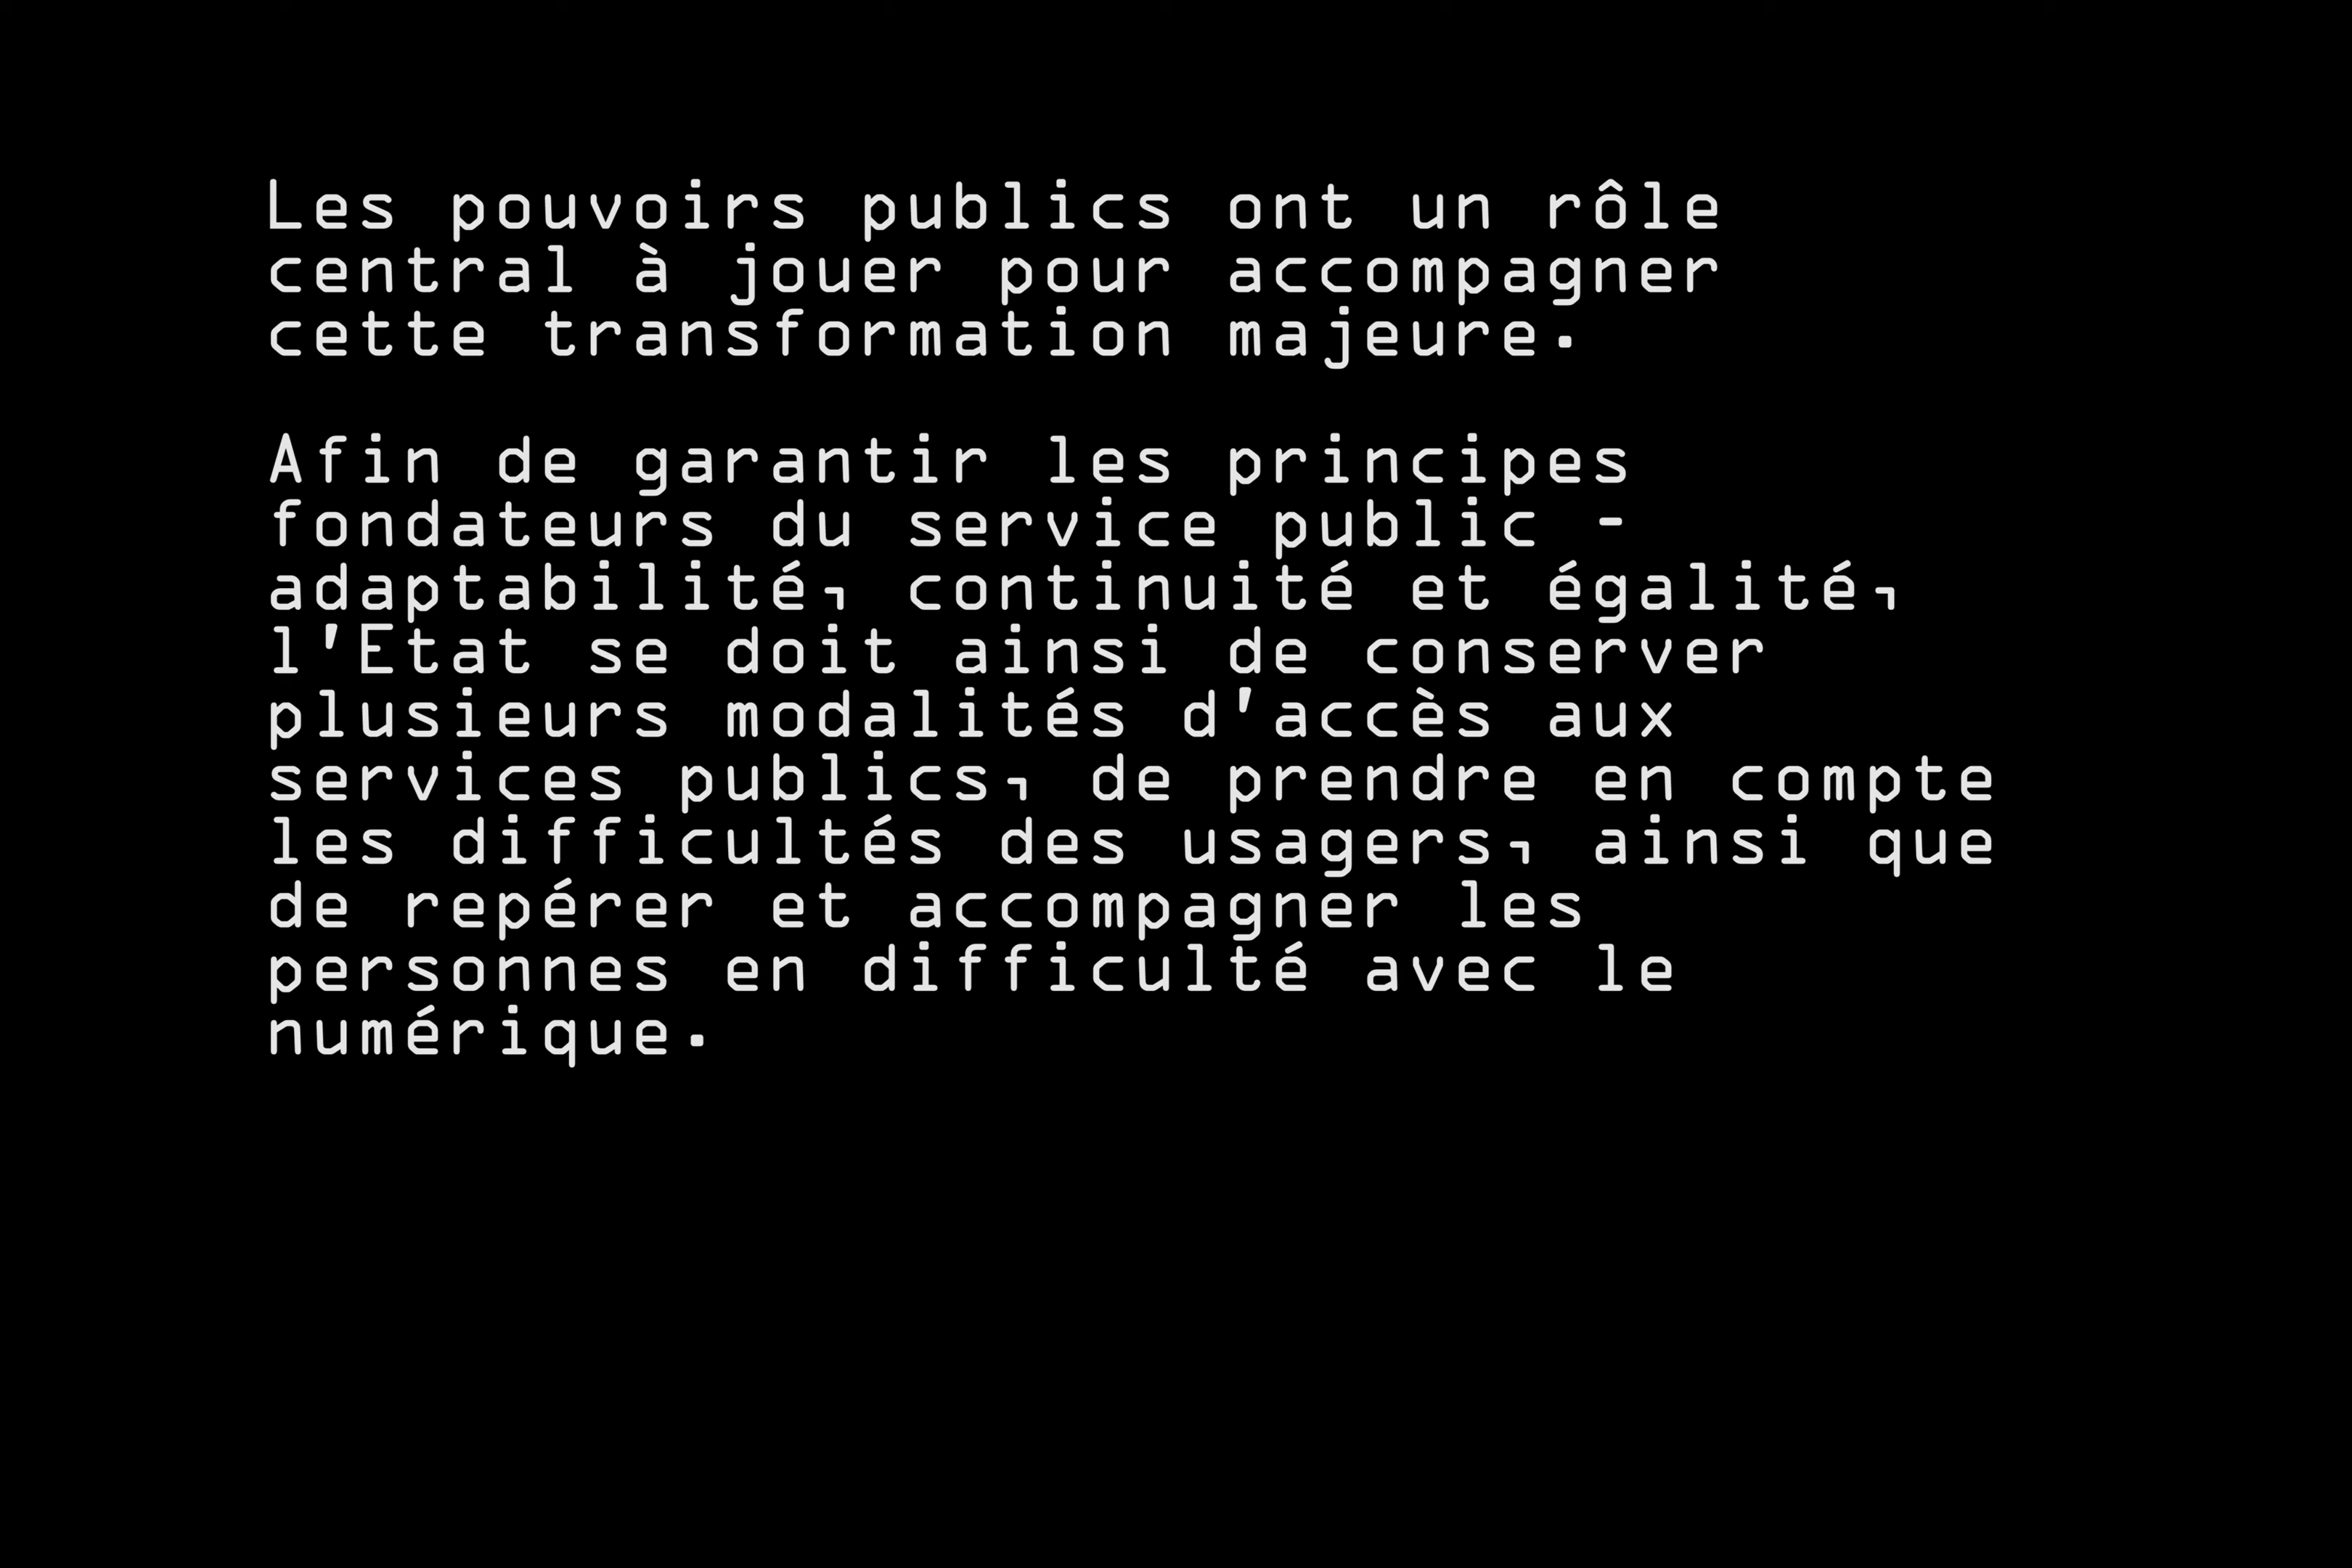 Les pouvoirs publics ont un rôle
central à jouer pour accompagner
cette transformation majeure.
Afin de garantir les principes
fondateurs du service public -
adaptabilité, continuité et égalité,
l'Etat se doit ainsi de conserver
plusieurs modalités d'accès aux
services publics, de prendre en compte
les difficultés des usagers, ainsi que
de repérer et accompagner les
personnes en difficulté avec le
numérique.